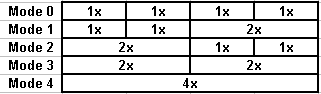 Mode 0 1x 1x 1x 1x
Mode 1 1x 1x 2x
Mode 2 2x 1x 1x
Mode 3 2x 2x
Mode 4 4x